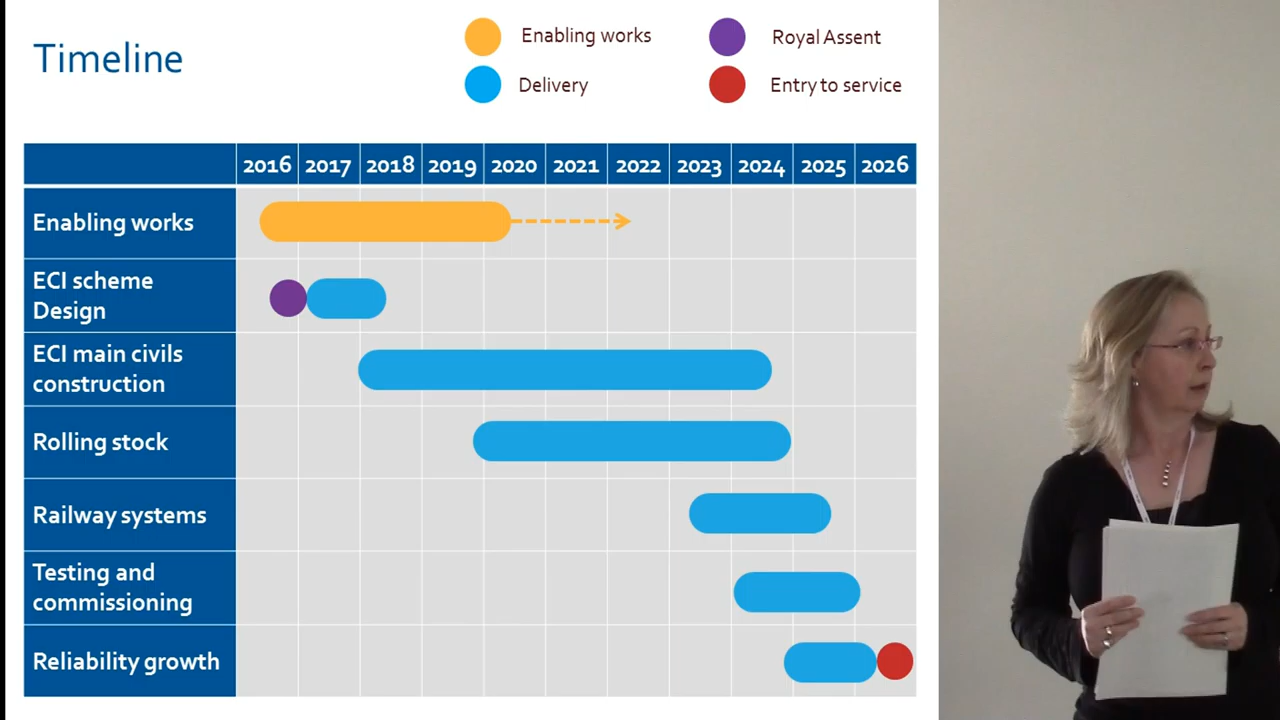 Timeline
Enabling works
Royal Assent
Delivery
Entry to service
2016 2017 2018 2019 2020 2021 2022 2023 2024 2025 2026
Enabling works
ECI scheme
Design
ECI main civils
construction
Rolling stock
Railway systems
Testing and
commissioning
Reliability growth